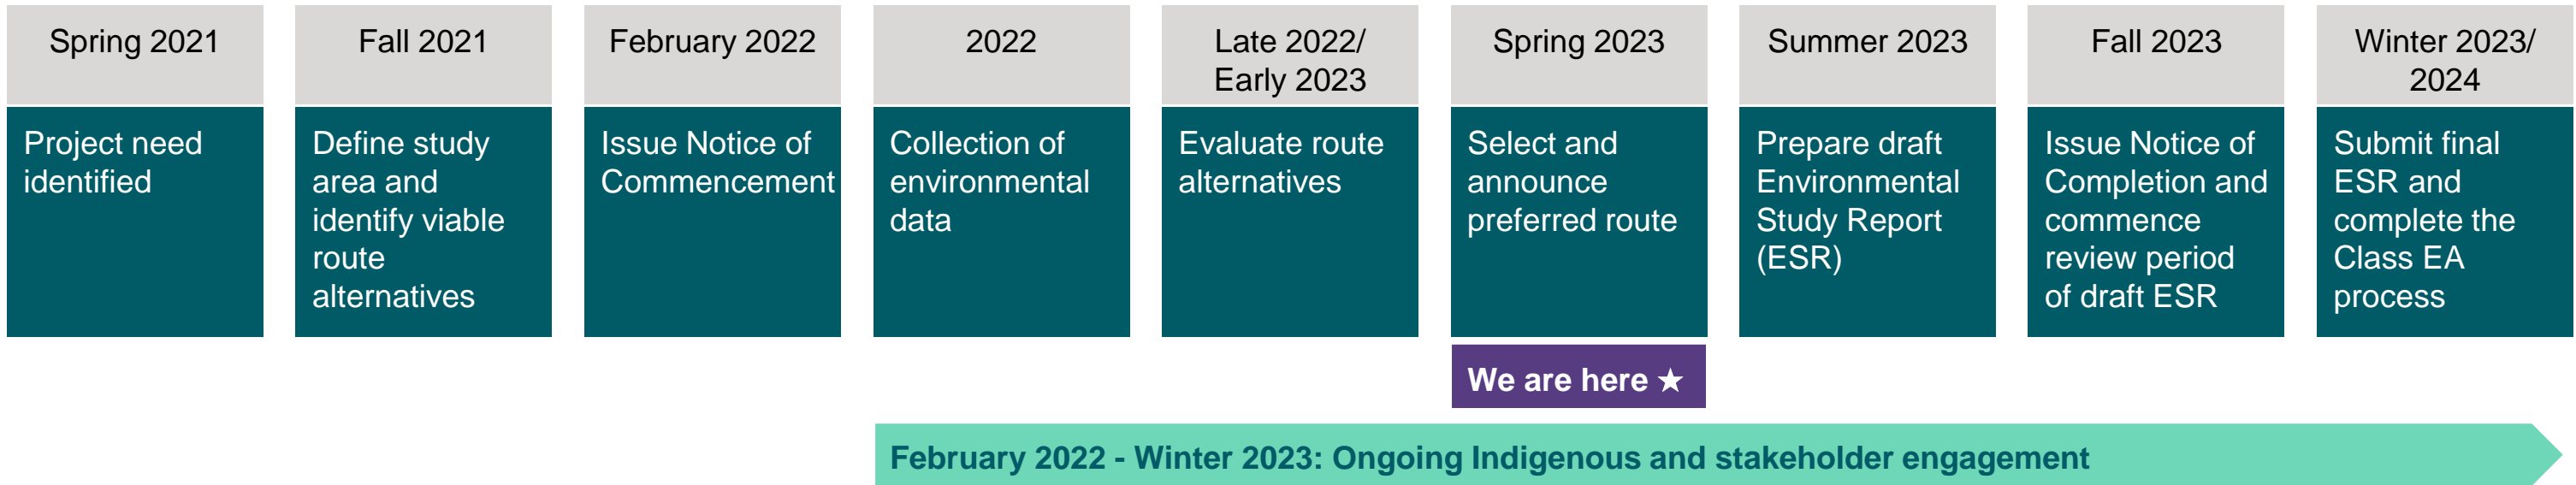 Spring 2021
Project need
identified
Fall 2021
Define study
area and
identify viable
route
alternatives
February 2022
Issue Notice of
Commencement
2022
Collection of
environmental
data
Late 2022/
Early 2023
Evaluate route
alternatives
Spring 2023
Select and
announce
preferred route
We are here ★
Summer 2023
Prepare draft
Environmental
Study Report
(ESR)
Fall 2023
Issue Notice of
Completion and
commence
review period
of draft ESR
Winter 2023/
2024
Submit final
ESR and
complete the
Class EA
process
February 2022 - Winter 2023: Ongoing Indigenous and stakeholder engagement